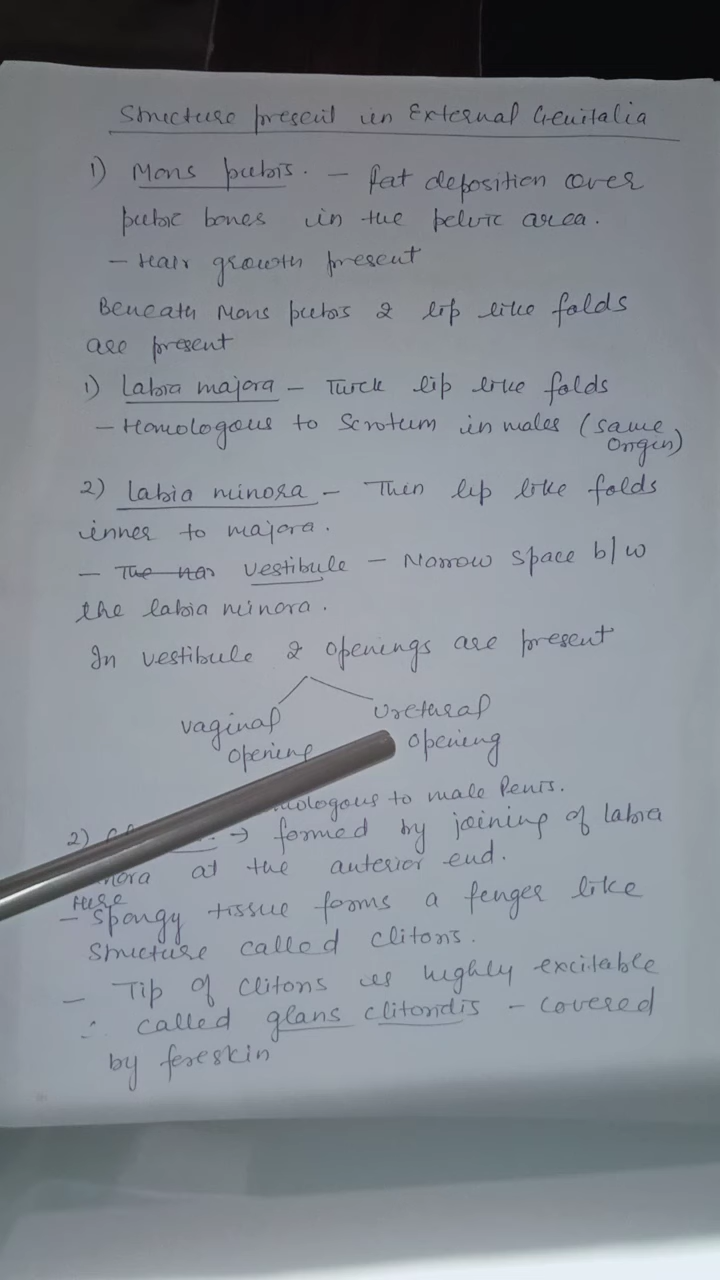 Structure present in External Genitalia
1) Mons pubis. - fat deposition over
pubic bones in the pelvic area.
- Hair growth present
Beneath Mons pubis 2 lip like folds
are present
1) Labia majora - Thick lip like folds
- Homologous to Scrotum in males (same
origin)
2) Labia minora - Thin lip like folds
inner to majora.
- The nar vestibule - Narrow space b/w
the labia minora.
In vestibule 2 openings are present
vaginal urethral
opening opening
to male Penis.
2) → formed by joining of labia
at the anterior end.
- Spongy tissue forms a finger like
structure called clitoris.
- Tip of clitoris is highly excitable
∴ called glans clitoridis - covered
by foreskin